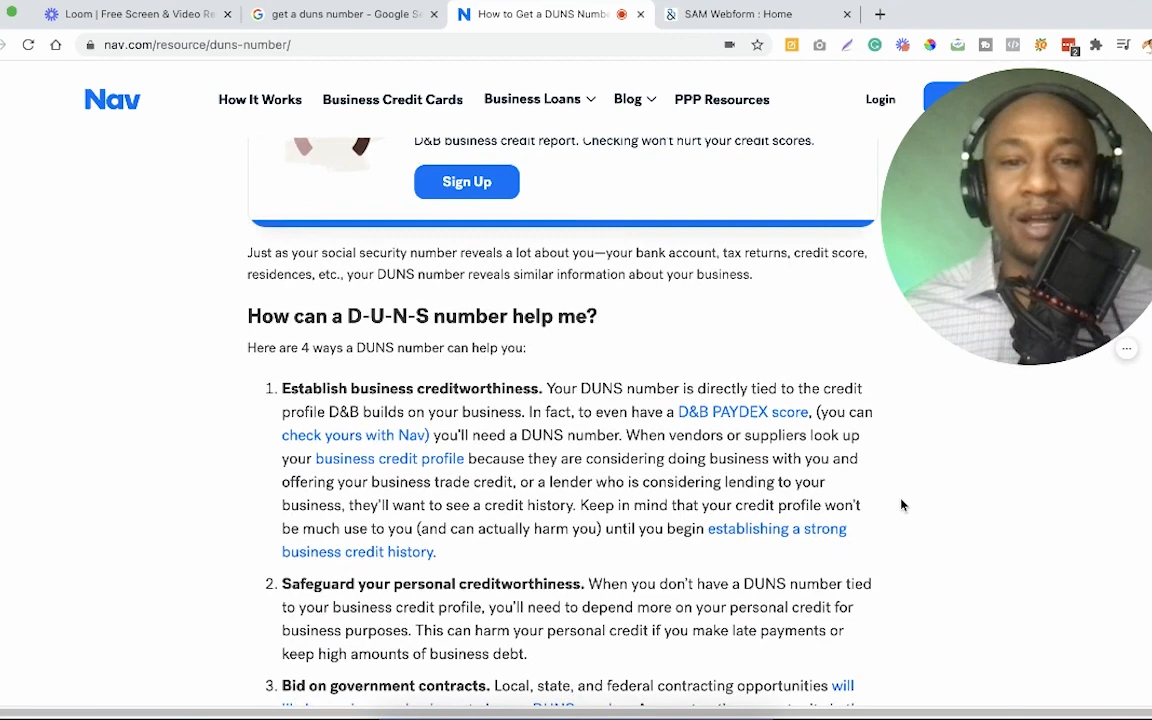 Loom | Free Screen & Video Re
get a duns number - Google Se
How to Get a DUNS Numb
SAM Webform : Home
nav.com/resource/duns-number/
2
Nav
How It Works
Business Credit Cards
Business Loans
Blog
PPP Resources
Login
D&B business credit report. Checking won't hurt your credit scores.
Sign Up
Just as your social security number reveals a lot about you—your bank account, tax returns, credit score,
residences, etc., your DUNS number reveals similar information about your business.
How can a D-U-N-S number help me?
Here are 4 ways a DUNS number can help you:
1. Establish business creditworthiness. Your DUNS number is directly tied to the credit
profile D&B builds on your business. In fact, to even have a D&B PAYDEX score, (you can
check yours with Nav) you'll need a DUNS number. When vendors or suppliers look up
your business credit profile because they are considering doing business with you and
offering your business trade credit, or a lender who is considering lending to your
business, they'll want to see a credit history. Keep in mind that your credit profile won't
be much use to you (and can actually harm you) until you begin establishing a strong
business credit history.
2. Safeguard your personal creditworthiness. When you don't have a DUNS number tied
to your business credit profile, you'll need to depend more on your personal credit for
business purposes. This can harm your personal credit if you make late payments or
keep high amounts of business debt.
3. Bid on government contracts. Local, state, and federal contracting opportunities will